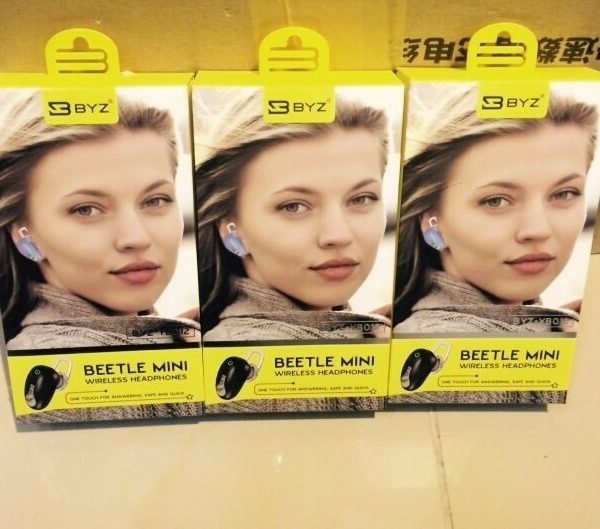 BYZ
BEETLE MINI
WIRELESS HEADPHONES
ONE TOUCH FOR ANSWERING, SAFE AND QUICK
BYZ
BEETLE MINI
WIRELESS HEADPHONES
ONE TOUCH FOR ANSWERING, SAFE AND QUICK
BYZ
BEETLE MINI
WIRELESS HEADPHONES
ONE TOUCH FOR ANSWERING, SAFE AND QUICK